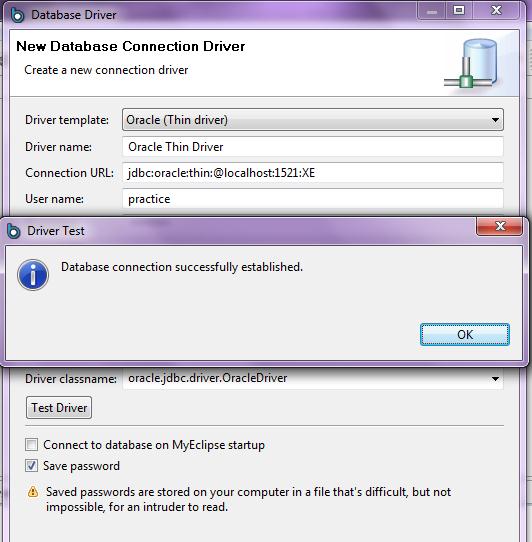 Database Driver
New Database Connection Driver
Create a new connection driver
Driver template: Oracle (Thin driver)
Driver name: Oracle Thin Driver
Connection URL: jdbc:oracle:thin:@localhost:1521:XE
User name: practice
Driver Test
Database connection successfully established.
OK
Driver classname: oracle.jdbc.driver.OracleDriver
Test Driver
Connect to database on MyEclipse startup
Save password
Saved passwords are stored on your computer in a file that's difficult, but not
impossible, for an intruder to read.